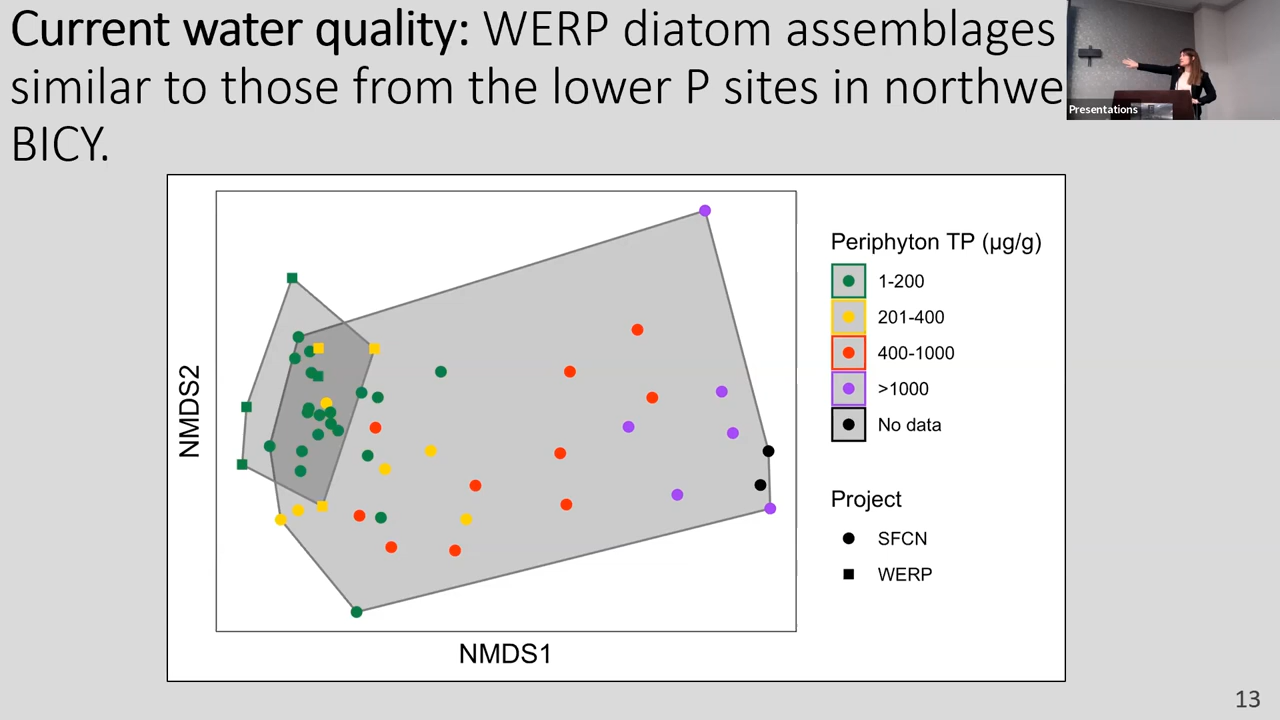 Current water quality: WERP diatom assemblages
similar to those from the lower P sites in northwe
BICY.
Presentations
Periphyton TP (µg/g)
1-200
201-400
400-1000
>1000
No data
Project
SFCN
WERP
NMDS2
NMDS1
13